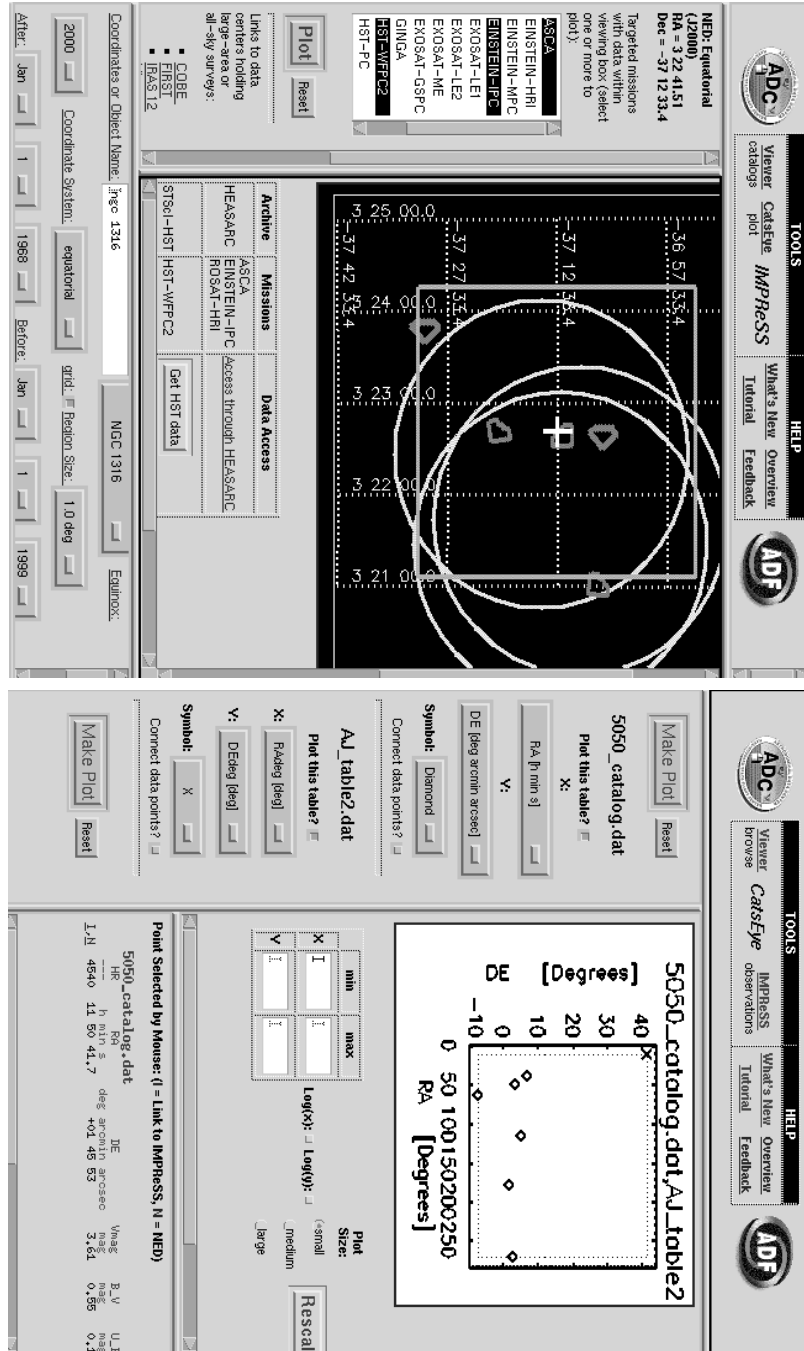 ADC
TOOLS
HELP
Viewer CatsEye IMPReSS
catalogs plot
What's New Overview
Tutorial Feedback
ADF
NED: Equatorial
(J2000)
RA = 3 22 41.51
Dec = -37 12 33.4
Targeted missions
with data within
viewing box (select
one or more to
plot):
ASCA
EINSTEIN-HRI
EINSTEIN-MPC
EINSTEIN-IPC
EXOSAT-LE1
EXOSAT-LE2
EXOSAT-ME
EXOSAT-GSPC
GINGA
HST-WFPC2
HST-PC
Plot Reset
Links to data
centers holding
large-area or
all-sky surveys:
COBE
FIRST
IRAS 12
3 25 00.0
3 24 00.0
3 23 00.0
3 22 00.0
3 21 00.0
-36 57 33.4
-37 12 33.4
-37 27 33.4
-37 42 33.4
Archive Missions Data Access
HEASARC
ASCA
EINSTEIN-IPC
ROSAT-HRI
Access through HEASARC
STScI-HST HST-WFPC2 Get HST data
Coordinates or Object Name: ngc 1316 NGC 1316 Equinox:
2000 Coordinate System: equatorial grid: Region Size: 1.0 deg
After: Jan 1 1968 Before: Jan 1 1999
ADC
TOOLS
HELP
Viewer CatsEye IMPReSS
browse observations
What's New Overview
Tutorial Feedback
ADF
Make Plot Reset
5050_catalog.dat
Plot this table?
X:
RA [h min s]
Y:
DE [deg arcmin arcsec]
Symbol: Diamond
Connect data points?
AJ_table2.dat
Plot this table?
X: RAdeg [deg]
Y: DEdeg [deg]
Symbol: X
Connect data points?
Make Plot Reset
5050_catalog.dat,AJ_table2
DE [Degrees]
40
30
20
10
0
-10
0 50 100150200250
RA [Degrees]
min max
X
Y
Log(x): Log(y):
Plot
Size:
small
medium
large
Rescal
Point Selected by Mouse: (I = Link to IMPReSS, N = NED)
5050_catalog.dat
HR RA DE Vmag B_V
--- h min s deg arcmin arcsec mag mag
I,N 4540 11 50 41.7 +01 45 53 3.61 0.55